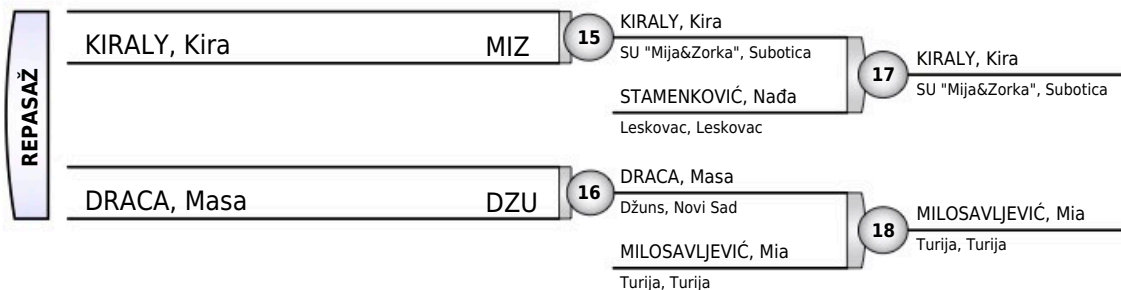 REPASAŽ
KIRALY, Kira MIZ
15
KIRALY, Kira
SU "Mija&Zorka", Subotica
STAMENKOVIĆ, Nađa
Leskovac, Leskovac
17
KIRALY, Kira
SU "Mija&Zorka", Subotica
DRACA, Masa DZU
16
DRACA, Masa
Džuns, Novi Sad
MILOSAVLJEVIĆ, Mia
Turija, Turija
18
MILOSAVLJEVIĆ, Mia
Turija, Turija